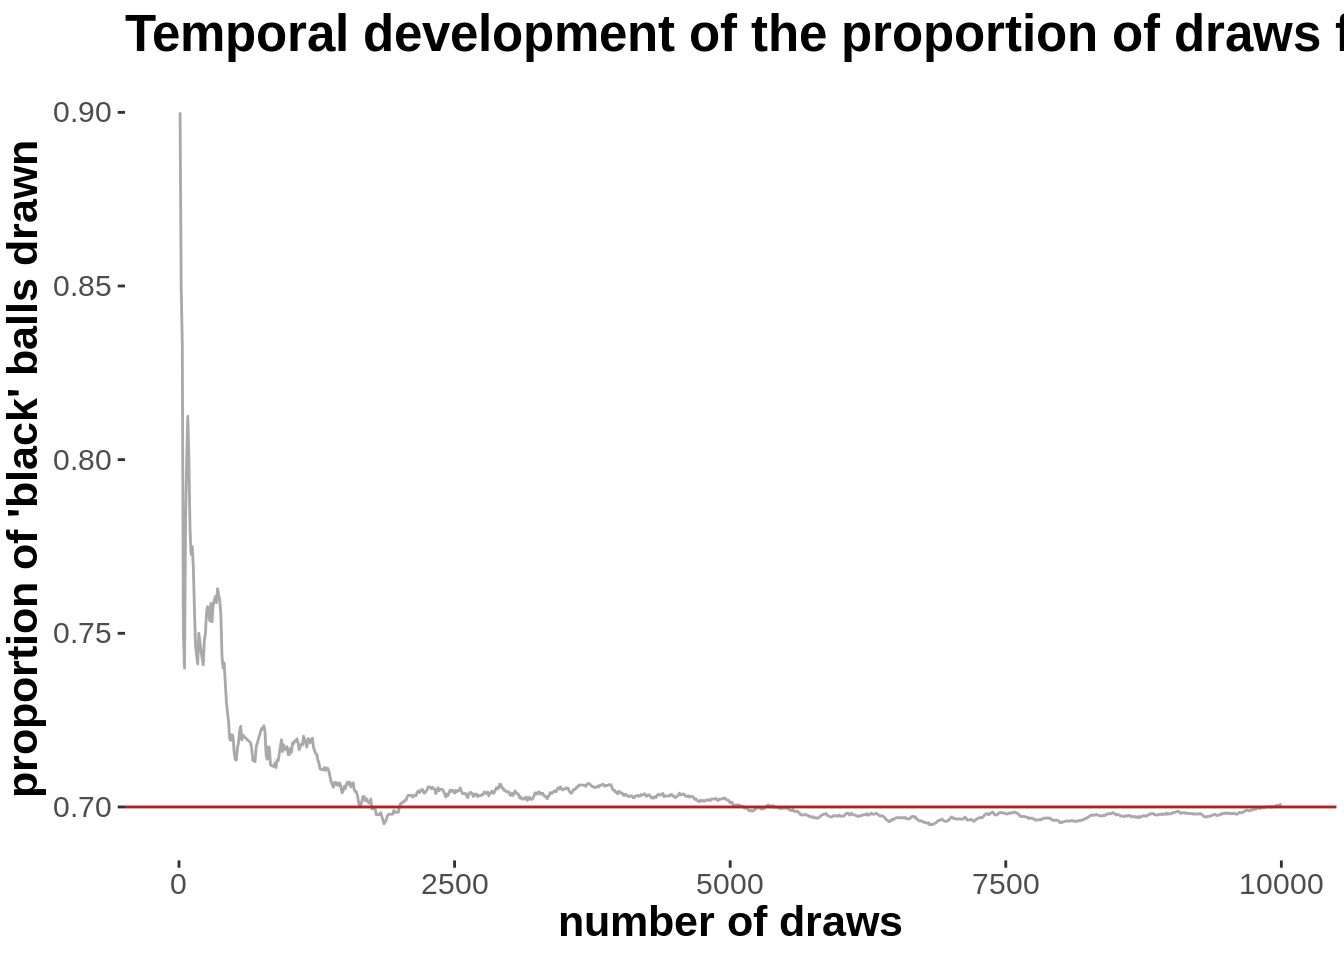 Temporal development of the proportion of draws
proportion of 'black' balls drawn
0.90
0.85
0.80
0.75
0.70
0 2500 5000 7500 10000
number of draws